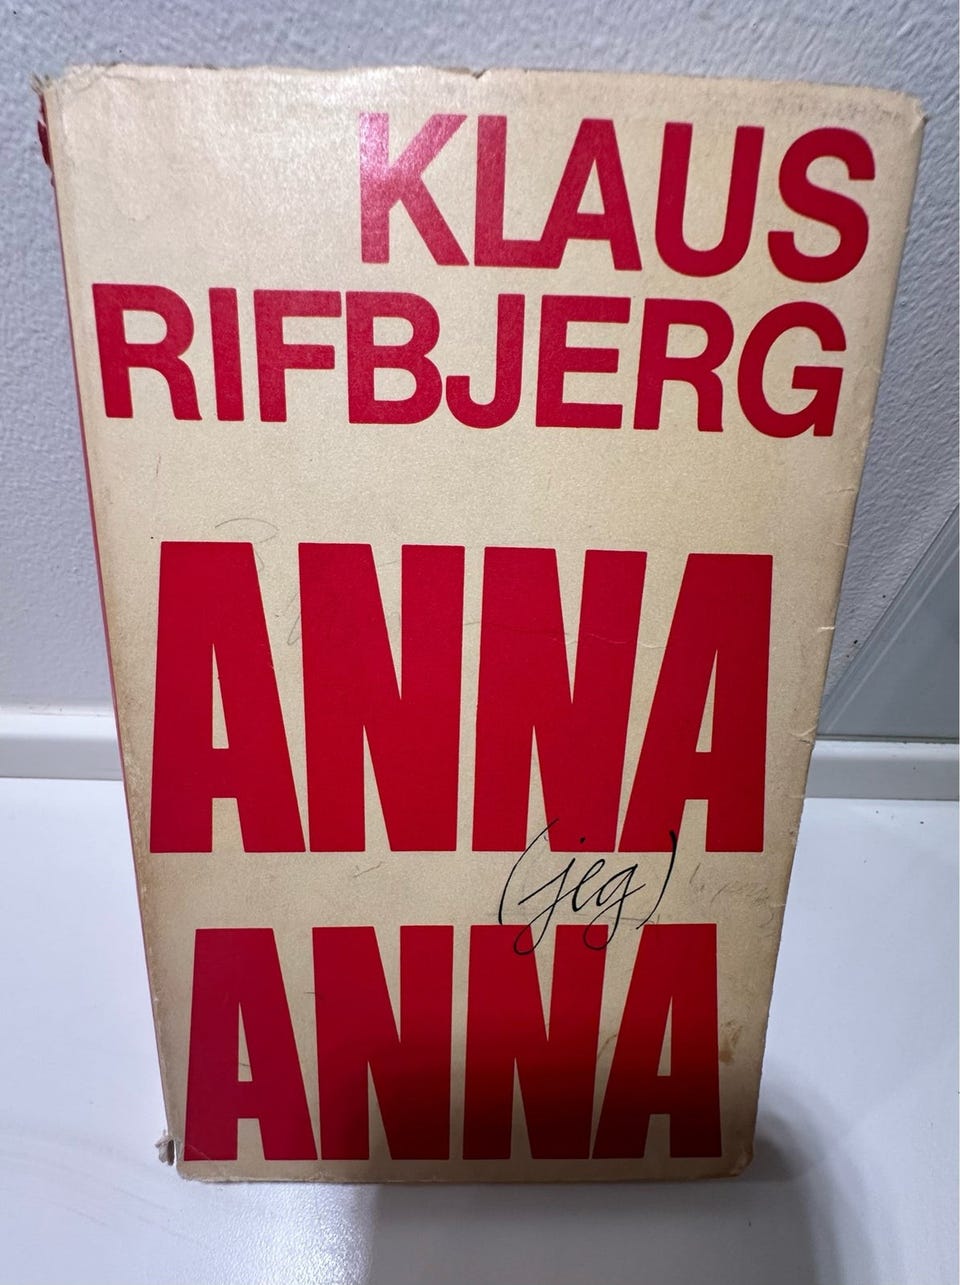 KLAUS
RIFBJERG
ANNA
(jeg)
ANNA